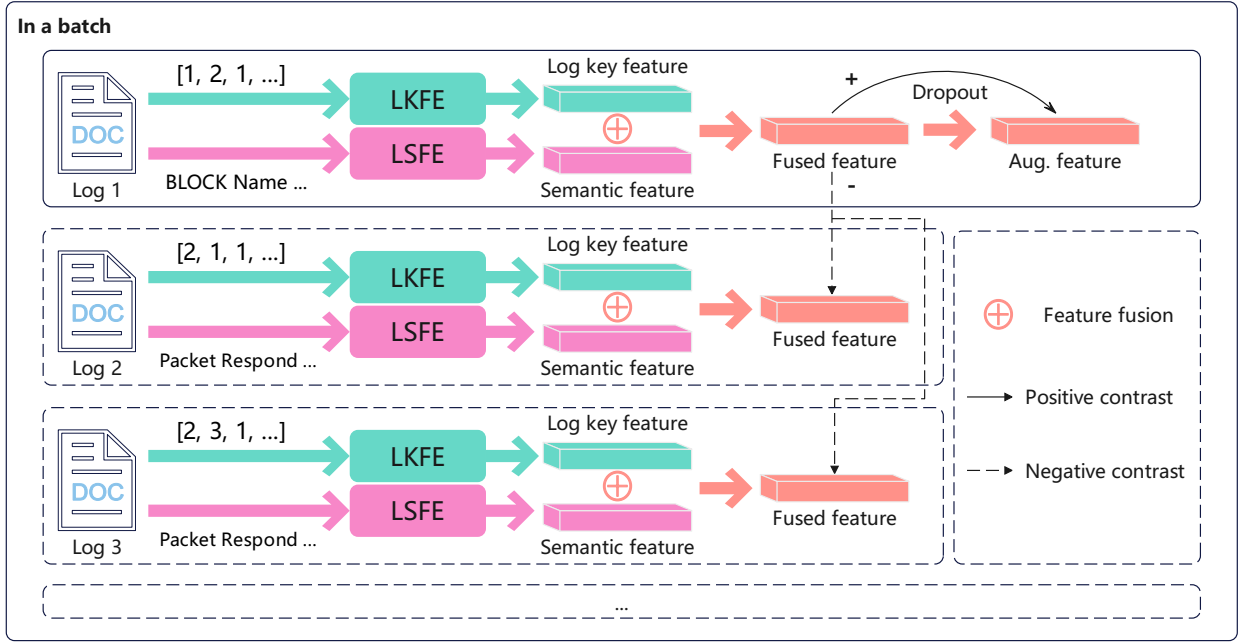 In a batch
[1, 2, 1, ...]
LKFE
Log key feature
+
Dropout
DOC
LSFE
Fused feature
Aug. feature
Log 1
BLOCK Name ...
Semantic feature
-
[2, 1, 1, ...]
LKFE
Log key feature
DOC
LSFE
Fused feature
Log 2
Packet Respond ...
Semantic feature
Feature fusion
Positive contrast
Negative contrast
[2, 3, 1, ...]
LKFE
Log key feature
DOC
LSFE
Fused feature
Log 3
Packet Respond ...
Semantic feature
...